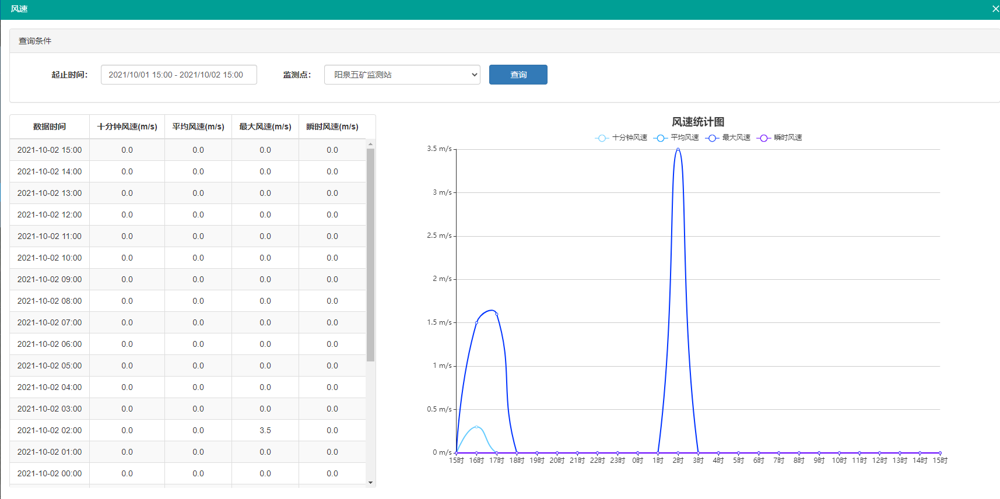 风速
查询条件
起止时间： 2021/10/01 15:00 - 2021/10/02 15:00 监测点： 阳泉五矿监测站 查询
数据时间 十分钟风速(m/s) 平均风速(m/s) 最大风速(m/s) 瞬时风速(m/s)
2021-10-02 15:00 0.0 0.0 0.0 0.0
2021-10-02 14:00 0.0 0.0 0.0 0.0
2021-10-02 13:00 0.0 0.0 0.0 0.0
2021-10-02 12:00 0.0 0.0 0.0 0.0
2021-10-02 11:00 0.0 0.0 0.0 0.0
2021-10-02 10:00 0.0 0.0 0.0 0.0
2021-10-02 09:00 0.0 0.0 0.0 0.0
2021-10-02 08:00 0.0 0.0 0.0 0.0
2021-10-02 07:00 0.0 0.0 0.0 0.0
2021-10-02 06:00 0.0 0.0 0.0 0.0
2021-10-02 05:00 0.0 0.0 0.0 0.0
2021-10-02 04:00 0.0 0.0 0.0 0.0
2021-10-02 03:00 0.0 0.0 0.0 0.0
2021-10-02 02:00 0.0 0.0 3.5 0.0
2021-10-02 01:00 0.0 0.0 0.0 0.0
2021-10-02 00:00 0.0 0.0 0.0 0.0
风速统计图
十分钟风速 平均风速 最大风速 瞬时风速
3.5 m/s
3 m/s
2.5 m/s
2 m/s
1.5 m/s
1 m/s
0.5 m/s
0 m/s
15时 16时 17时 18时 19时 20时 21时 22时 23时 0时 1时 2时 3时 4时 5时 6时 7时 8时 9时 10时 11时 12时 13时 14时 15时